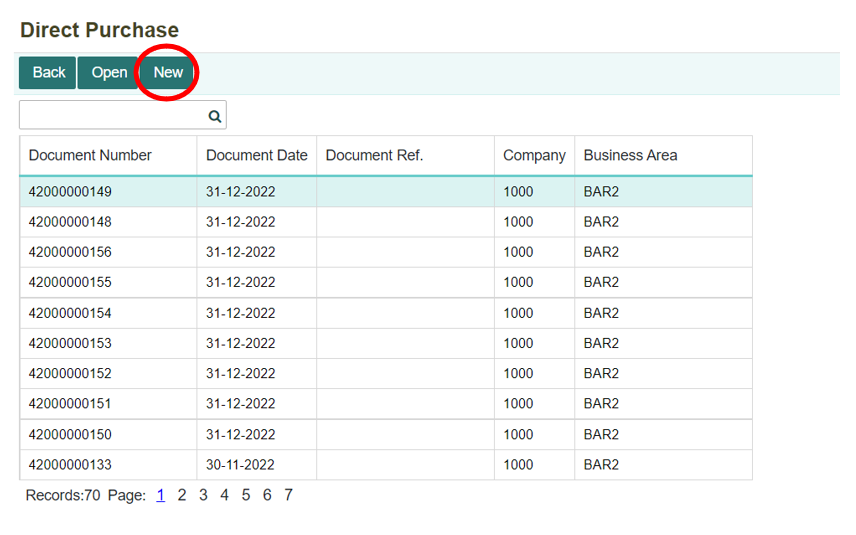 Direct Purchase
Back Open New
Document Number Document Date Document Ref. Company Business Area
42000000149 31-12-2022 1000 BAR2
42000000148 31-12-2022 1000 BAR2
42000000156 31-12-2022 1000 BAR2
42000000155 31-12-2022 1000 BAR2
42000000154 31-12-2022 1000 BAR2
42000000153 31-12-2022 1000 BAR2
42000000152 31-12-2022 1000 BAR2
42000000151 31-12-2022 1000 BAR2
42000000150 31-12-2022 1000 BAR2
42000000133 30-11-2022 1000 BAR2
Records:70 Page: 1 2 3 4 5 6 7